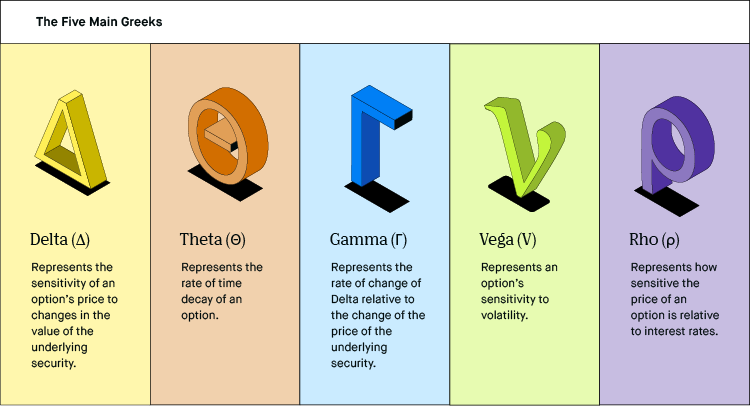 The Five Main Greeks
Delta (Δ)
Represents the
sensitivity of an
option's price to
changes in the
value of the
underlying
security.
Theta (Θ)
Represents the
rate of time
decay of an
option.
Gamma (Γ)
Represents the
rate of change of
Delta relative to
the change of the
price of the
underlying
security.
Vega (V)
Represents an
option's
sensitivity to
volatility.
Rho (ρ)
Represents how
sensitive the
price of an
option is relative
to interest rates.